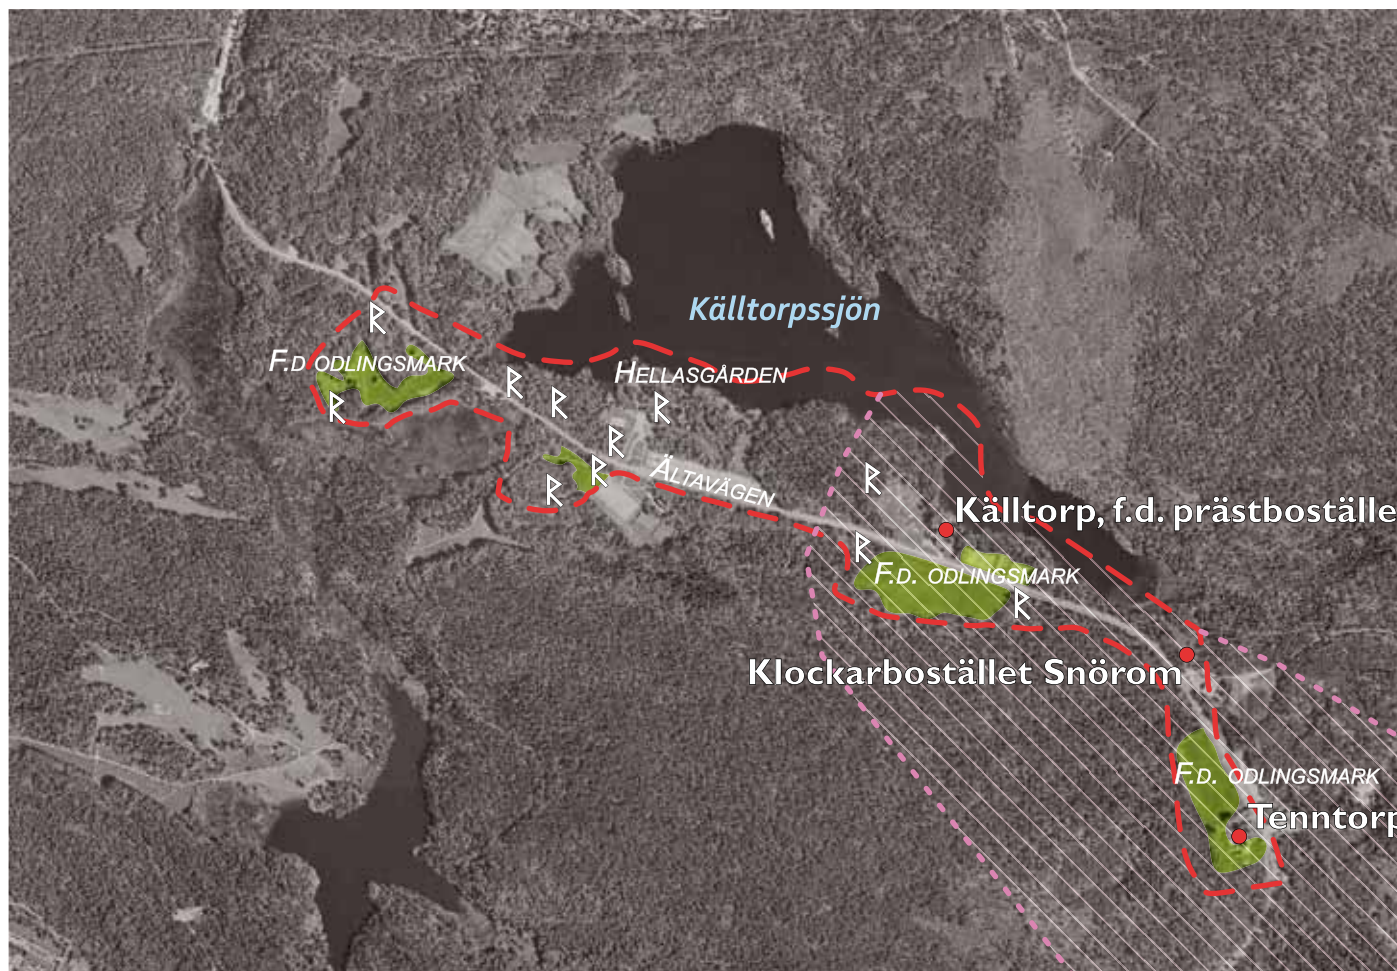 Källtorpssjön
F.D ODLINGSMARK
HELLASGÅRDEN
ÄLTAVÄGEN
Källtorp, f.d. prästboställe
F.D. ODLINGSMARK
Klockarbostället Snörom
F.D. ODLINGSMARK
Tenntorp